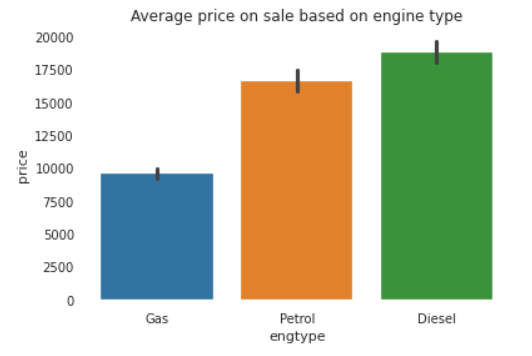 Average price on sale based on engine type
20000
17500
15000
12500
10000
7500
5000
2500
0
price
Gas Petrol Diesel
engtype